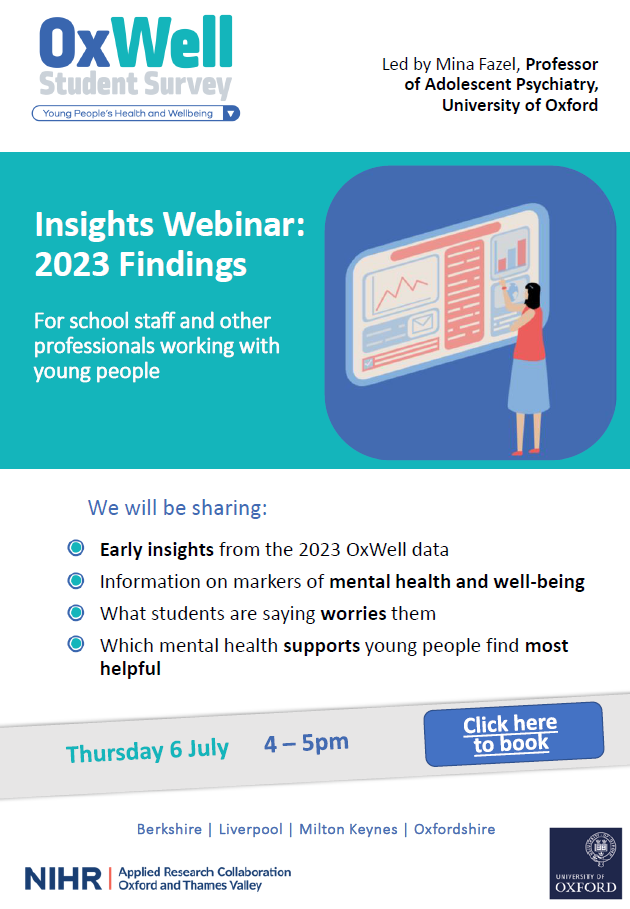 OxWell
Student Survey
Young People's Health and Wellbeing
Led by Mina Fazel, Professor
of Adolescent Psychiatry,
University of Oxford
Insights Webinar:
2023 Findings
For school staff and other
professionals working with
young people
We will be sharing:
Early insights from the 2023 OxWell data
Information on markers of mental health and well-being
What students are saying worries them
Which mental health supports young people find most
helpful
Thursday 6 July
4 – 5pm
Click here
to book
Berkshire | Liverpool | Milton Keynes | Oxfordshire
NIHR | Applied Research Collaboration
Oxford and Thames Valley
UNIVERSITY OF
OXFORD